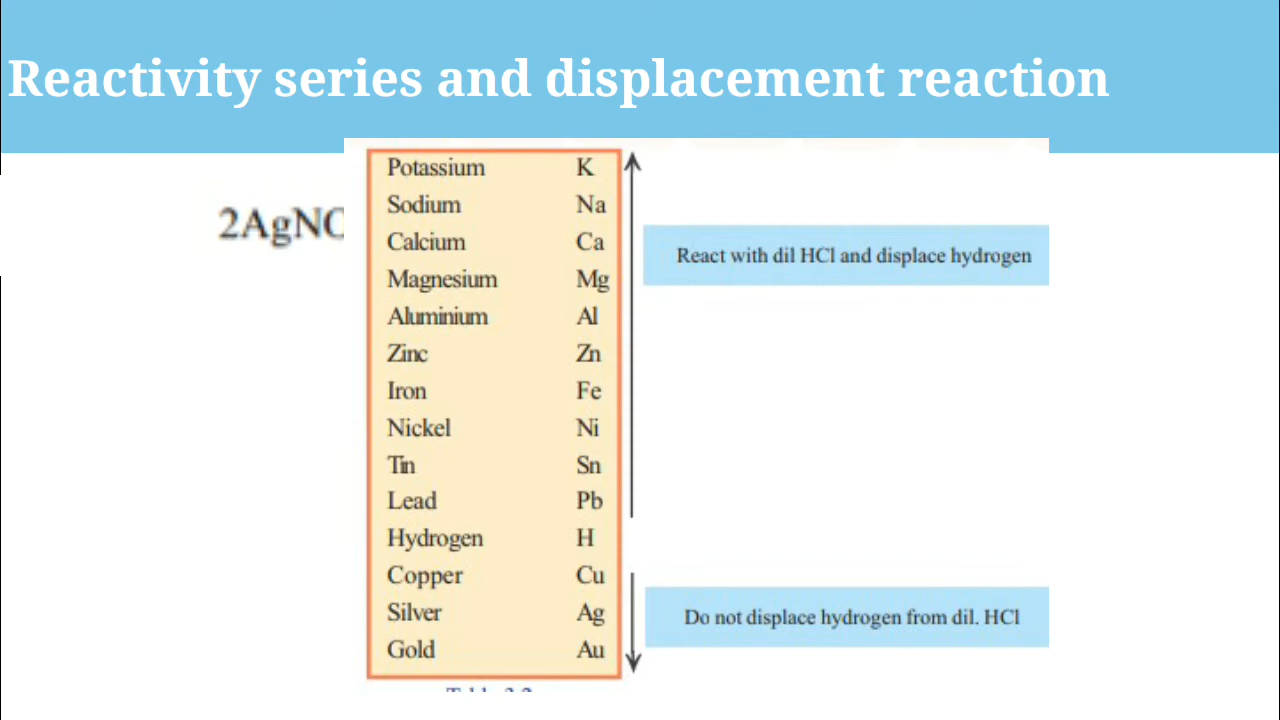 Reactivity series and displacement reaction
2AgNO
Potassium K
Sodium Na
Calcium Ca
Magnesium Mg
Aluminium Al
Zinc Zn
Iron Fe
Nickel Ni
Tin Sn
Lead Pb
Hydrogen H
Copper Cu
Silver Ag
Gold Au
React with dil HCl and displace hydrogen
Do not displace hydrogen from dil. HCl